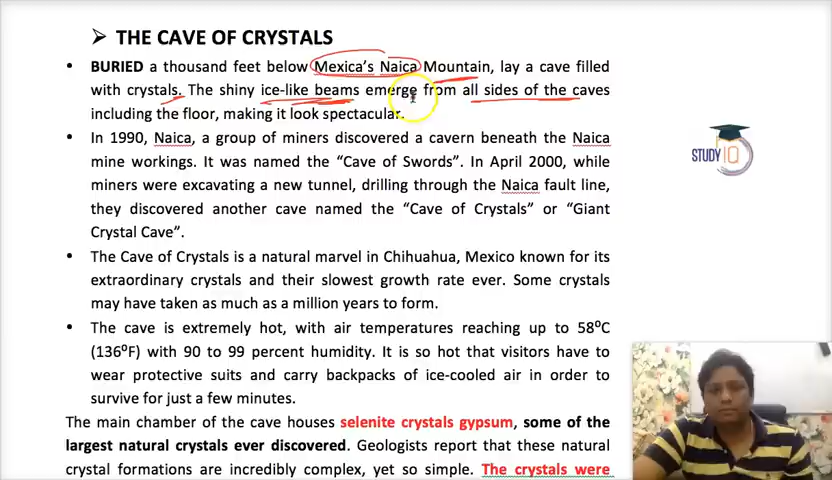 THE CAVE OF CRYSTALS
BURIED a thousand feet below Mexica's Naica Mountain, lay a cave filled
with crystals. The shiny ice-like beams emerge from all sides of the caves
including the floor, making it look spectacular.
In 1990, Naica, a group of miners discovered a cavern beneath the Naica
mine workings. It was named the “Cave of Swords”. In April 2000, while
miners were excavating a new tunnel, drilling through the Naica fault line,
they discovered another cave named the “Cave of Crystals” or “Giant
Crystal Cave”.
The Cave of Crystals is a natural marvel in Chihuahua, Mexico known for its
extraordinary crystals and their slowest growth rate ever. Some crystals
may have taken as much as a million years to form.
The cave is extremely hot, with air temperatures reaching up to 58⁰C
(136⁰F) with 90 to 99 percent humidity. It is so hot that visitors have to
wear protective suits and carry backpacks of ice-cooled air in order to
survive for just a few minutes.
The main chamber of the cave houses selenite crystals gypsum, some of the
largest natural crystals ever discovered. Geologists report that these natural
crystal formations are incredibly complex, yet so simple. The crystals were
STUDY IQ